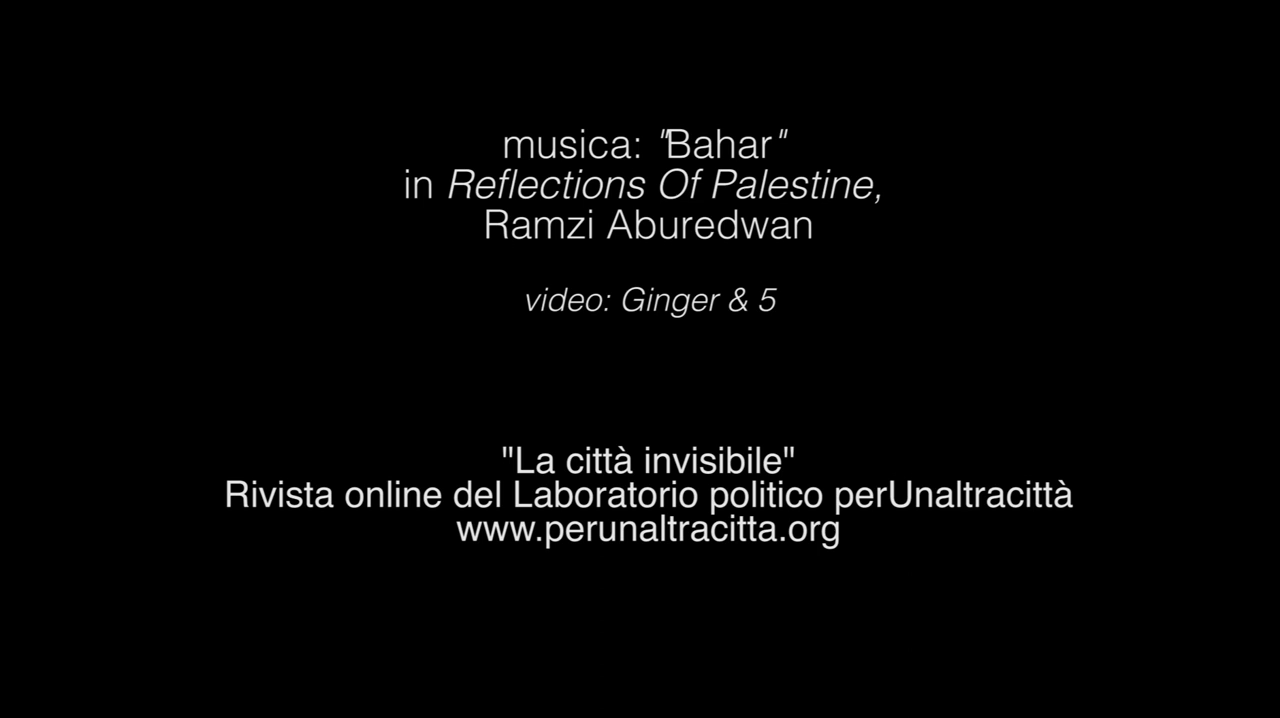 musica: "Bahar"
in Reflections Of Palestine,
Ramzi Aburedwan
video: Ginger & 5
"La città invisibile"
Rivista online del Laboratorio politico perUnaltracittà
www.perunaltracitta.org